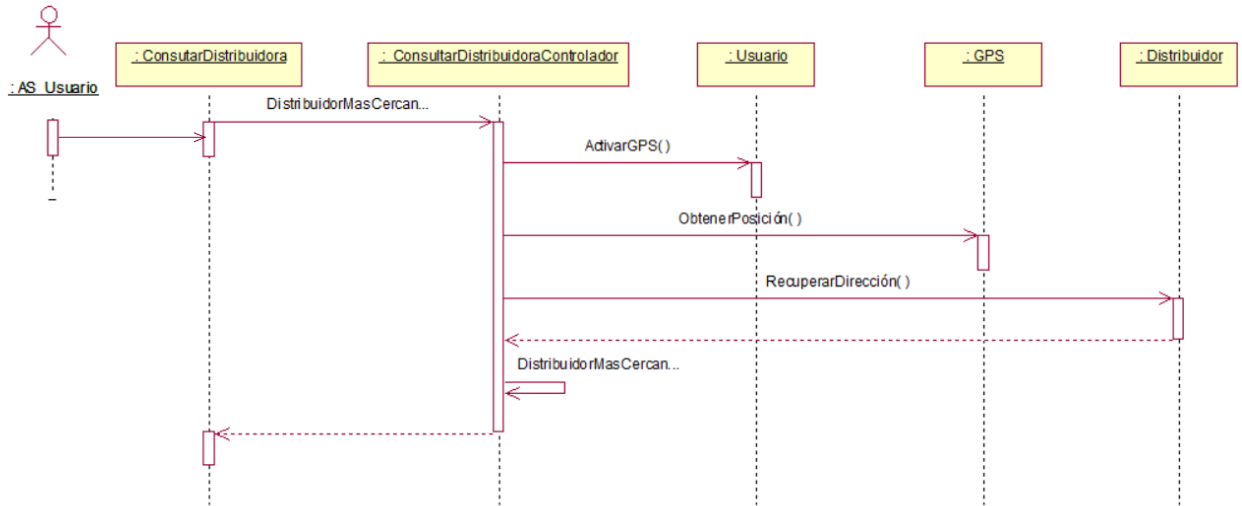 : AS_Usuario
: ConsutarDistribuidora
: ConsultarDistribuidoraControlador
: Usuario
: GPS
: Distribuidor
DistribuidorMasCercan...
ActivarGPS( )
ObtenerPosición( )
RecuperarDirección( )
DistribuidorMasCercan...